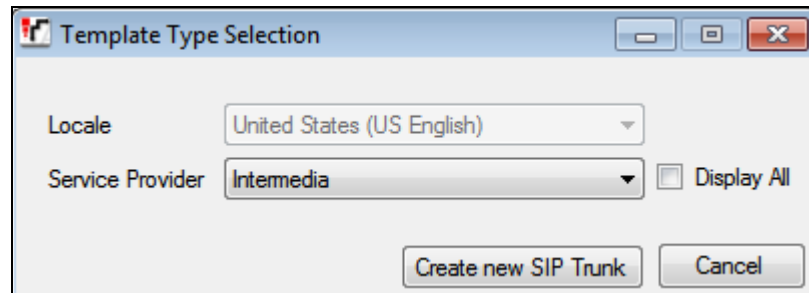 Template Type Selection
Locale United States (US English)
Service Provider Intermedia Display All
Create new SIP Trunk Cancel